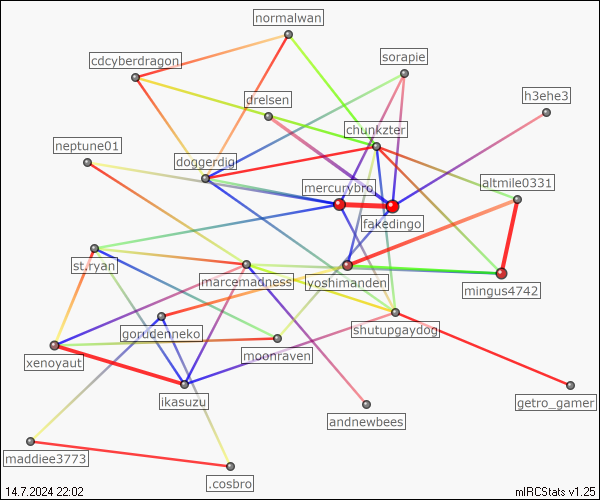 normalwan
cdcyberdragon
sorapie
drelsen
h3ehe3
chunkzter
neptune01
doggerdig
altmile0331
mercurybro
fakedingo
st.ryan
marcemadness
yoshimanden
mingus4742
gorudenneko
shutupgaydog
xenoyaut
moonraven
ikasuzu
andnewbees
getro_gamer
maddiee3773
.cosbro
14.7.2024 22:02
mIRCStats v1.25